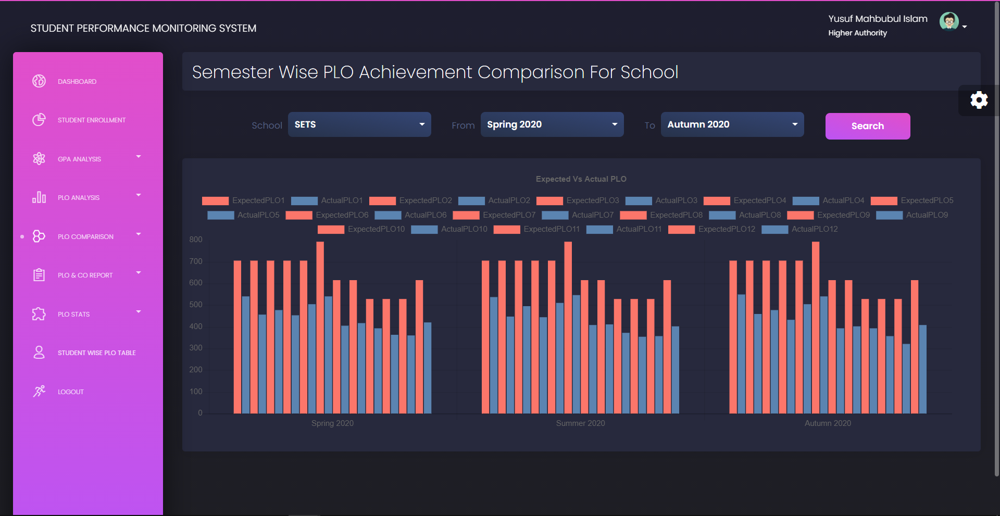 STUDENT PERFORMANCE MONITORING SYSTEM
Yusuf Mahbubul Islam
Higher Authority
DASHBOARD
STUDENT ENROLLMENT
GPA ANALYSIS
PLO ANALYSIS
PLO COMPARISON
PLO & CO REPORT
PLO STATS
STUDENT WISE PLO TABLE
LOGOUT
Semester Wise PLO Achievement Comparison For School
School SETS From Spring 2020 To Autumn 2020 Search
Expected Vs Actual PLO
ExpectedPLO1 ActualPLO1 ExpectedPLO2 ActualPLO2 ExpectedPLO3 ActualPLO3 ExpectedPLO4 ActualPLO4 ExpectedPLO5
ActualPLO5 ExpectedPLO6 ActualPLO6 ExpectedPLO7 ActualPLO7 ExpectedPLO8 ActualPLO8 ExpectedPLO9 ActualPLO9
ExpectedPLO10 ActualPLO10 ExpectedPLO11 ActualPLO11 ExpectedPLO12 ActualPLO12
800
700
600
500
400
300
200
100
0
Spring 2020 Summer 2020 Autumn 2020